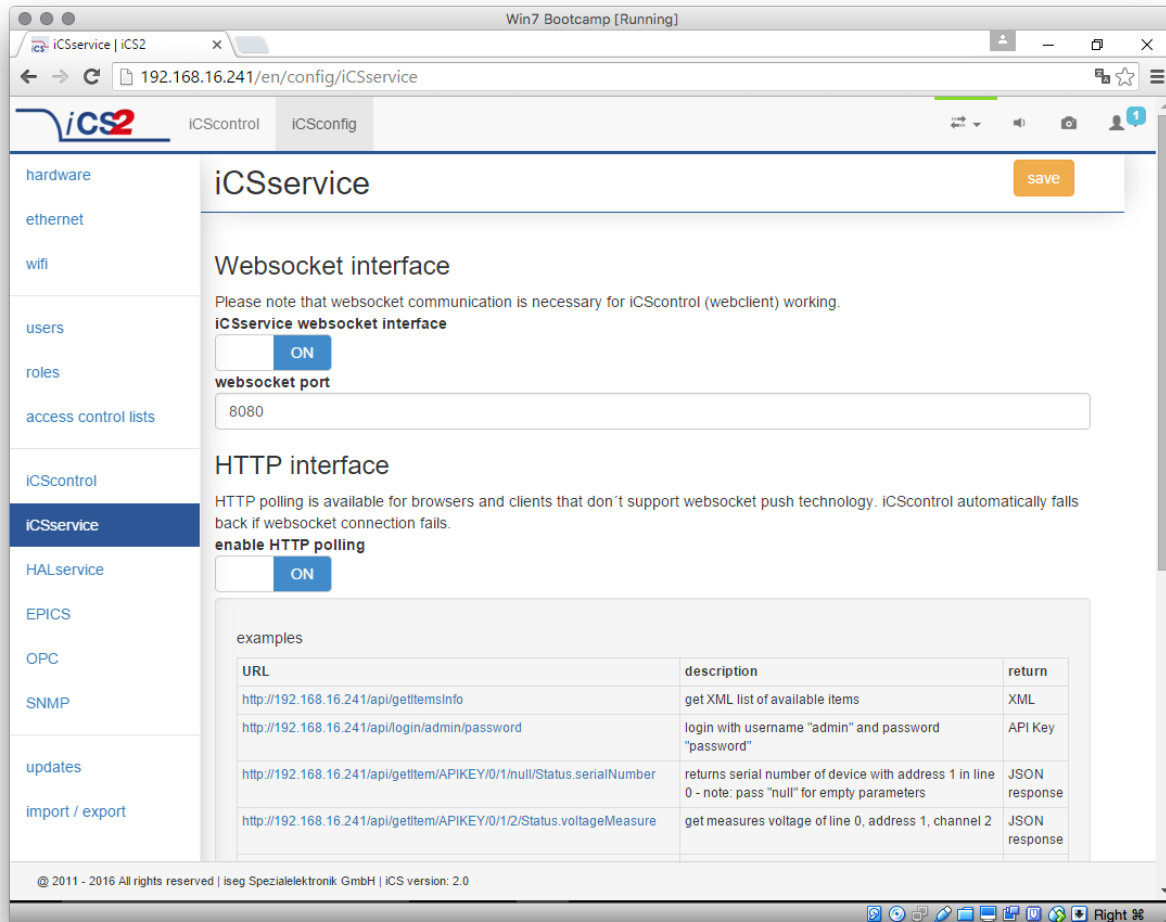 Win7 Bootcamp [Running]
iCSservice | iCS2
192.168.16.241/en/config/iCSservice
iCS2
iCScontrol
iCSconfig
1
hardware
ethernet
wifi
users
roles
access control lists
iCScontrol
iCSservice
HALservice
EPICS
OPC
SNMP
updates
import / export
iCSservice
save
Websocket interface
Please note that websocket communication is necessary for iCScontrol (webclient) working.
iCSservice websocket interface
ON
websocket port
8080
HTTP interface
HTTP polling is available for browsers and clients that don´t support websocket push technology. iCScontrol automatically falls
back if websocket connection fails.
enable HTTP polling
ON
examples
URL description return
http://192.168.16.241/api/getItemsInfo get XML list of available items XML
http://192.168.16.241/api/login/admin/password login with username "admin" and password API Key
"password"
http://192.168.16.241/api/getItem/APIKEY/0/1/null/Status.serialNumber returns serial number of device with address 1 in line JSON
0 - note: pass "null" for empty parameters response
http://192.168.16.241/api/getItem/APIKEY/0/1/2/Status.voltageMeasure get measures voltage of line 0, address 1, channel 2 JSON
response
@ 2011 - 2016 All rights reserved | iseg Spezialelektronik GmbH | iCS version: 2.0
Right ⌘